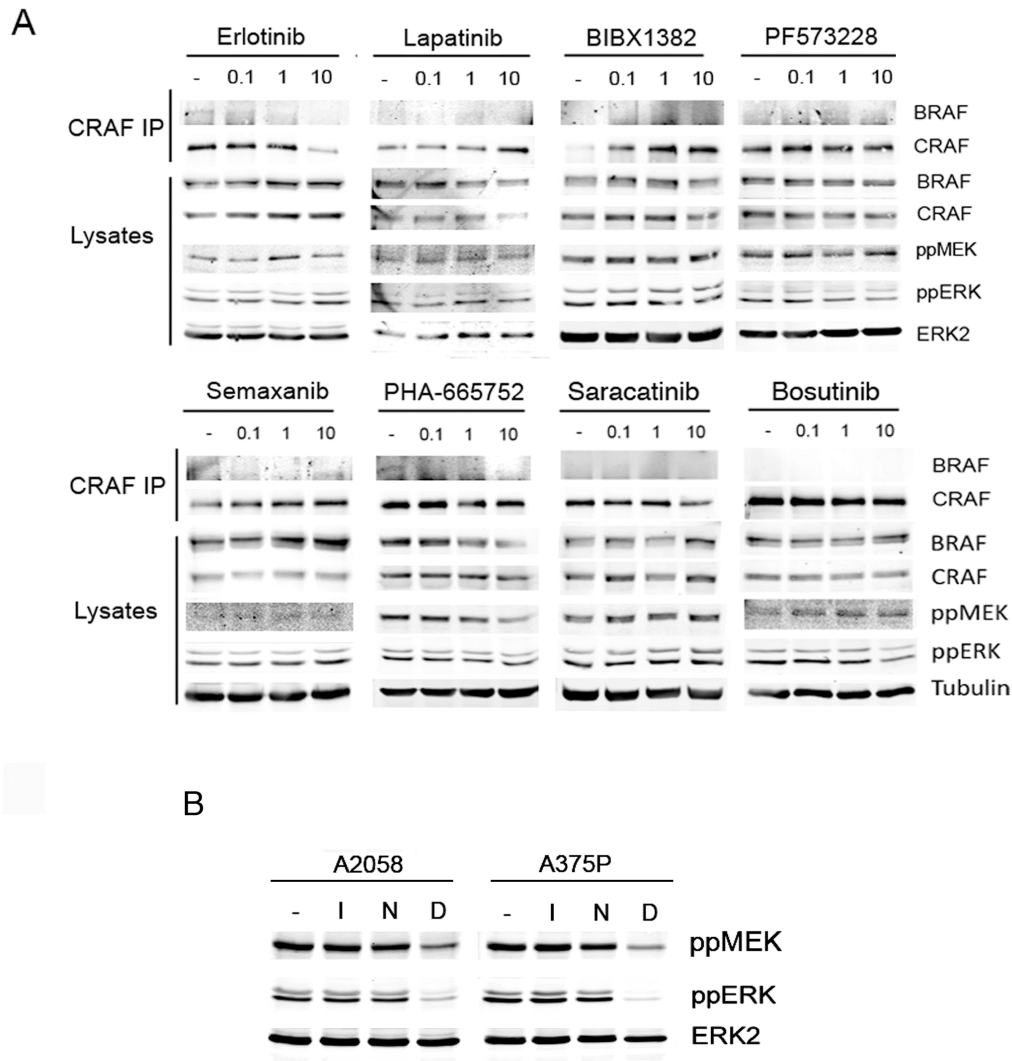 A
Erlotinib Lapatinib BIBX1382 PF573228
- 0.1 1 10 - 0.1 1 10 - 0.1 1 10 - 0.1 1 10
CRAF IP
BRAF
CRAF
Lysates
BRAF
CRAF
ppMEK
ppERK
ERK2
Semaxanib PHA-665752 Saracatinib Bosutinib
- 0.1 1 10 - 0.1 1 10 - 0.1 1 10 - 0.1 1 10
CRAF IP
BRAF
CRAF
Lysates
BRAF
CRAF
ppMEK
ppERK
Tubulin
B
A2058 A375P
- I N D - I N D
ppMEK
ppERK
ERK2